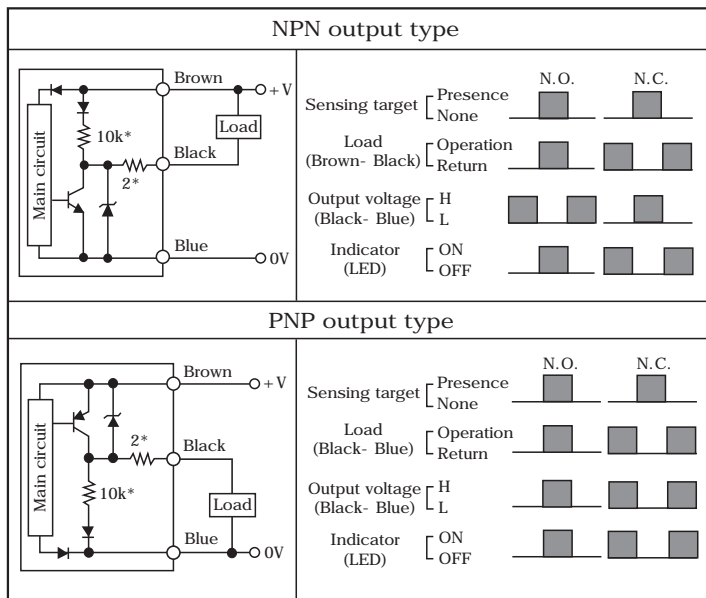 NPN output type
Main circuit
10k*
2*
Brown
Black
Blue
Load
+V
0V
N.O.
N.C.
Sensing target
Presence
None
Load
(Brown- Black)
Operation
Return
Output voltage
(Black- Blue)
H
L
Indicator
(LED)
ON
OFF
PNP output type
Main circuit
2*
10k*
Brown
Black
Blue
Load
+V
0V
N.O.
N.C.
Sensing target
Presence
None
Load
(Black- Blue)
Operation
Return
Output voltage
(Black- Blue)
H
L
Indicator
(LED)
ON
OFF